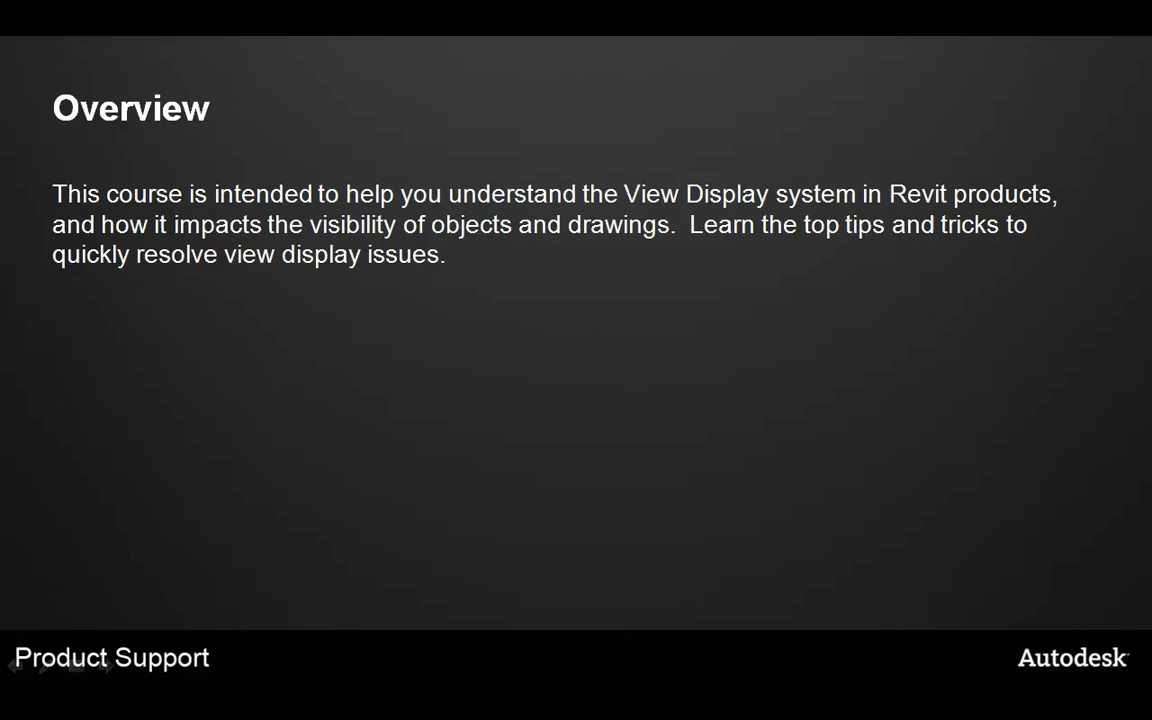 Overview
This course is intended to help you understand the View Display system in Revit products,
and how it impacts the visibility of objects and drawings.  Learn the top tips and tricks to
quickly resolve view display issues.
Product Support
Autodesk